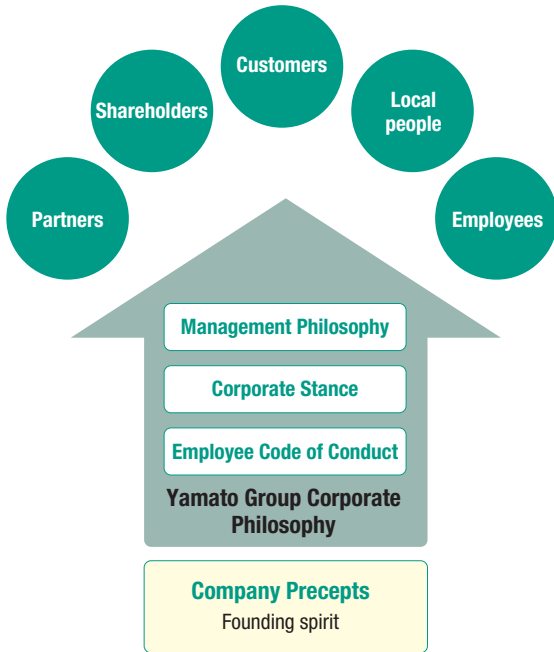 Customers
Shareholders
Local
people
Partners
Employees
Management Philosophy
Corporate Stance
Employee Code of Conduct
Yamato Group Corporate
Philosophy
Company Precepts
Founding spirit